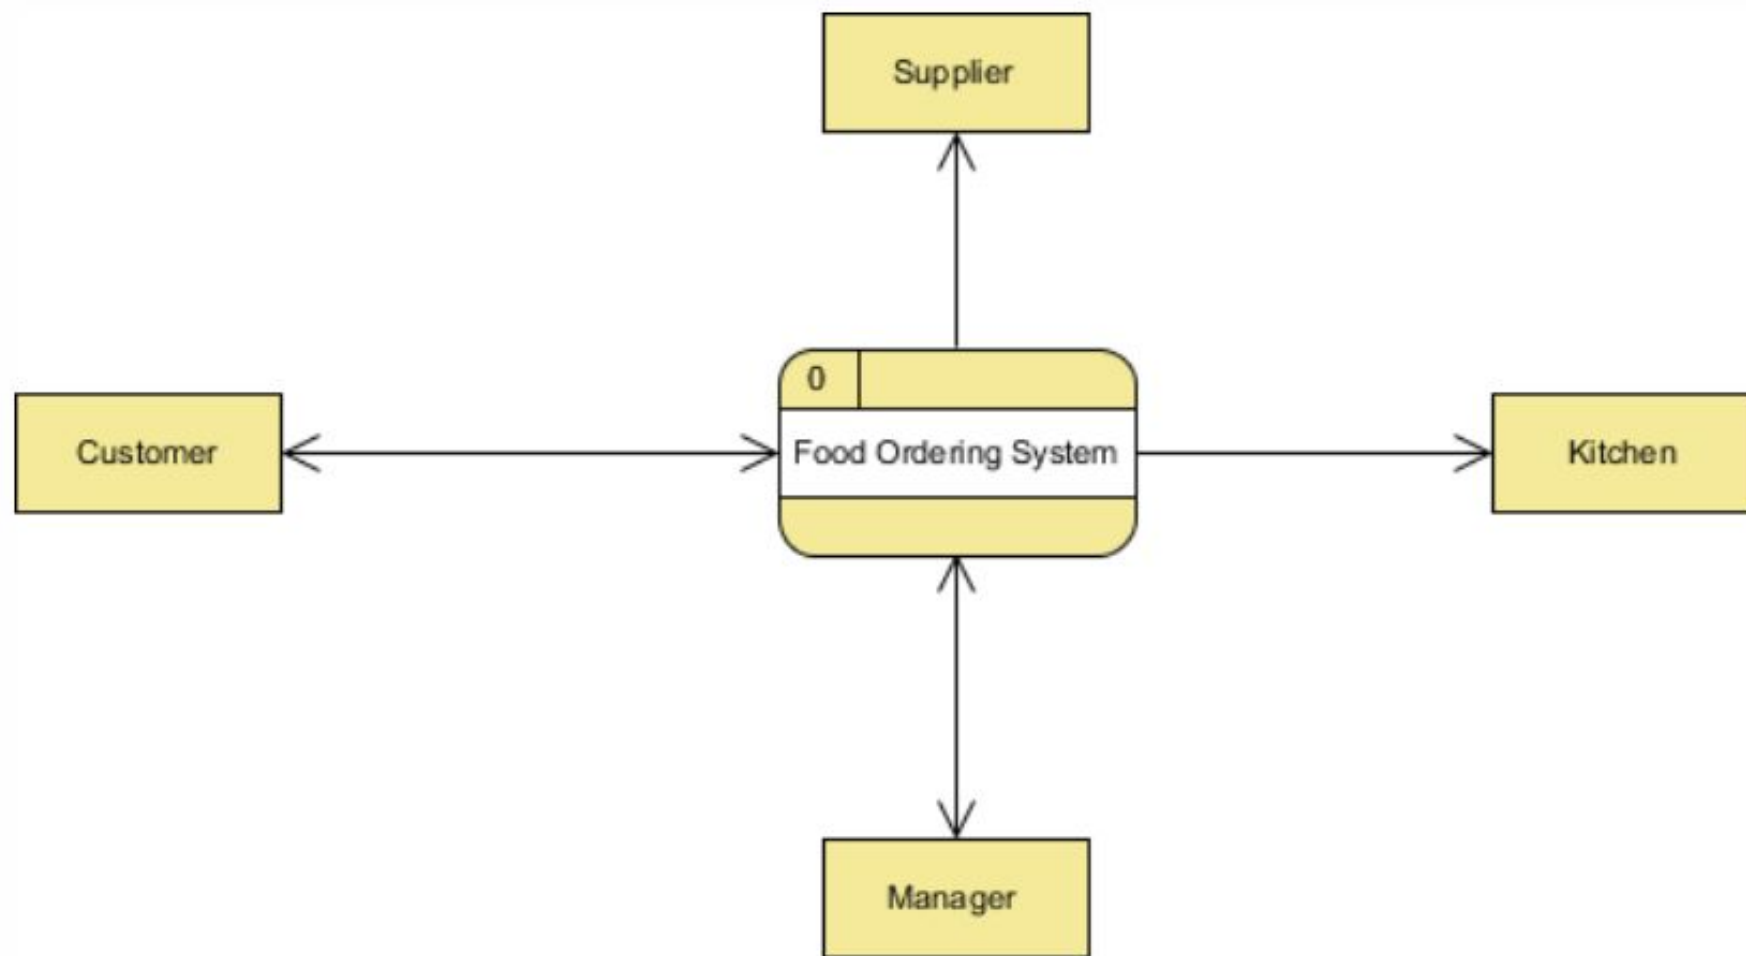 Supplier
0
Customer
Food Ordering System
Kitchen
Manager